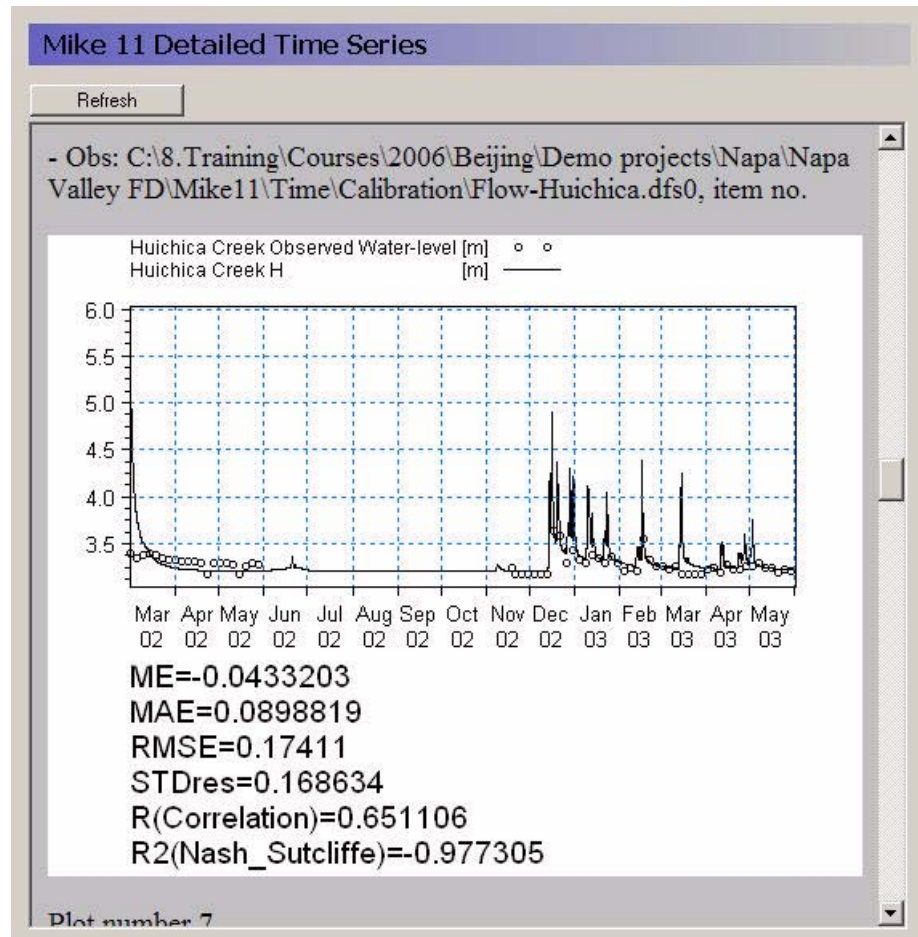 Mike 11 Detailed Time Series
Refresh
- Obs: C:\8.Training\Courses\2006\Beijing\Demo projects\Napa\Napa
Valley FD\Mike11\Time\Calibration\Flow-Huichica.dfs0, item no.
Huichica Creek Observed Water-level [m]
Huichica Creek H [m]
6.0
5.5
5.0
4.5
4.0
3.5
Mar Apr May Jun Jul Aug Sep Oct Nov Dec Jan Feb Mar Apr May
02 02 02 02 02 02 02 02 02 02 03 03 03 03 03
ME=-0.0433203
MAE=0.0898819
RMSE=0.17411
STDres=0.168634
R(Correlation)=0.651106
R2(Nash_Sutcliffe)=-0.977305
Plot number 7